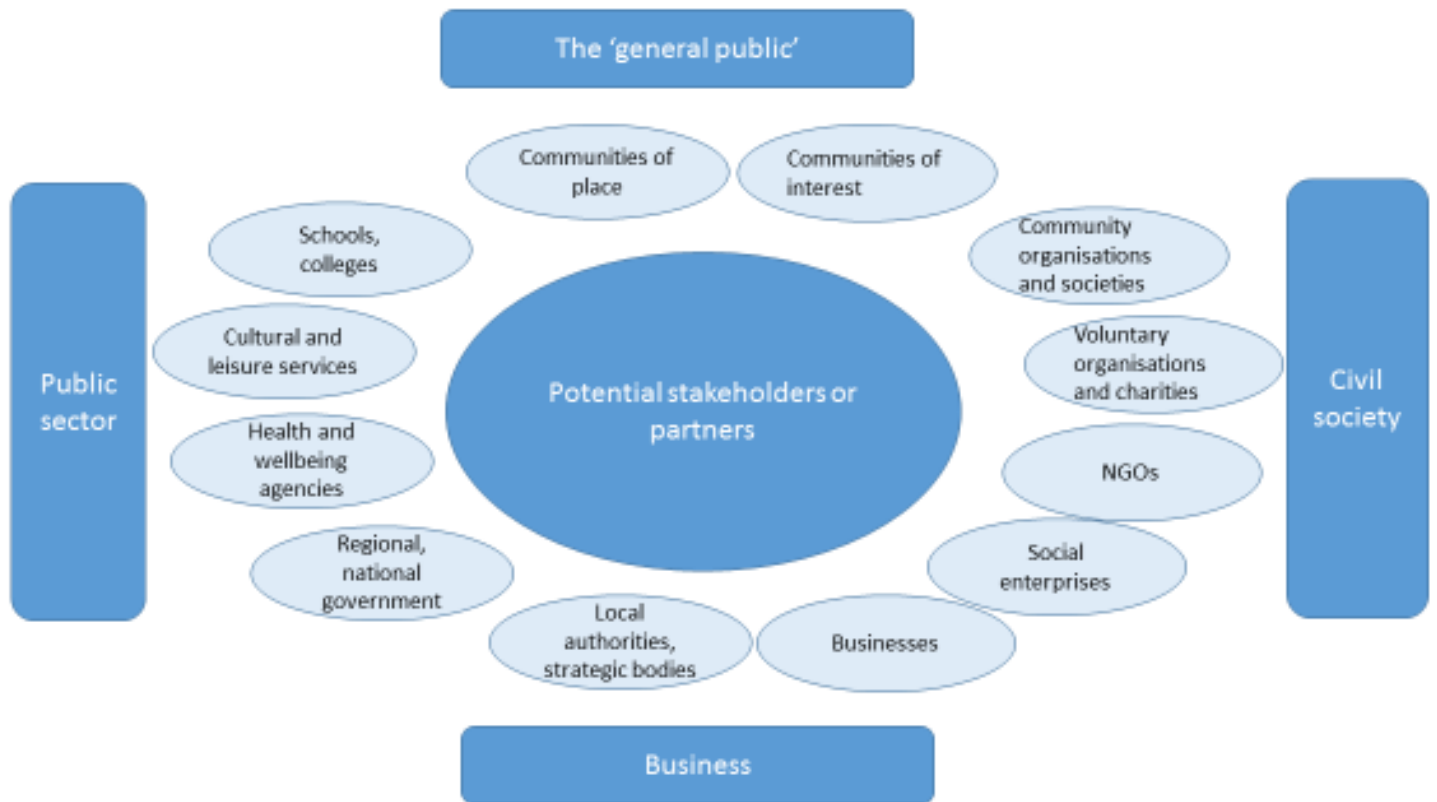 The ‘general public’
Communities of
place
Communities of
interest
Schools,
colleges
Community
organisations
and societies
Cultural and
leisure services
Voluntary
organisations
and charities
Public
sector
Potential stakeholders or
partners
Civil
society
Health and
wellbeing
agencies
NGOs
Regional,
national
government
Social
enterprises
Local
authorities,
strategic bodies
Businesses
Business